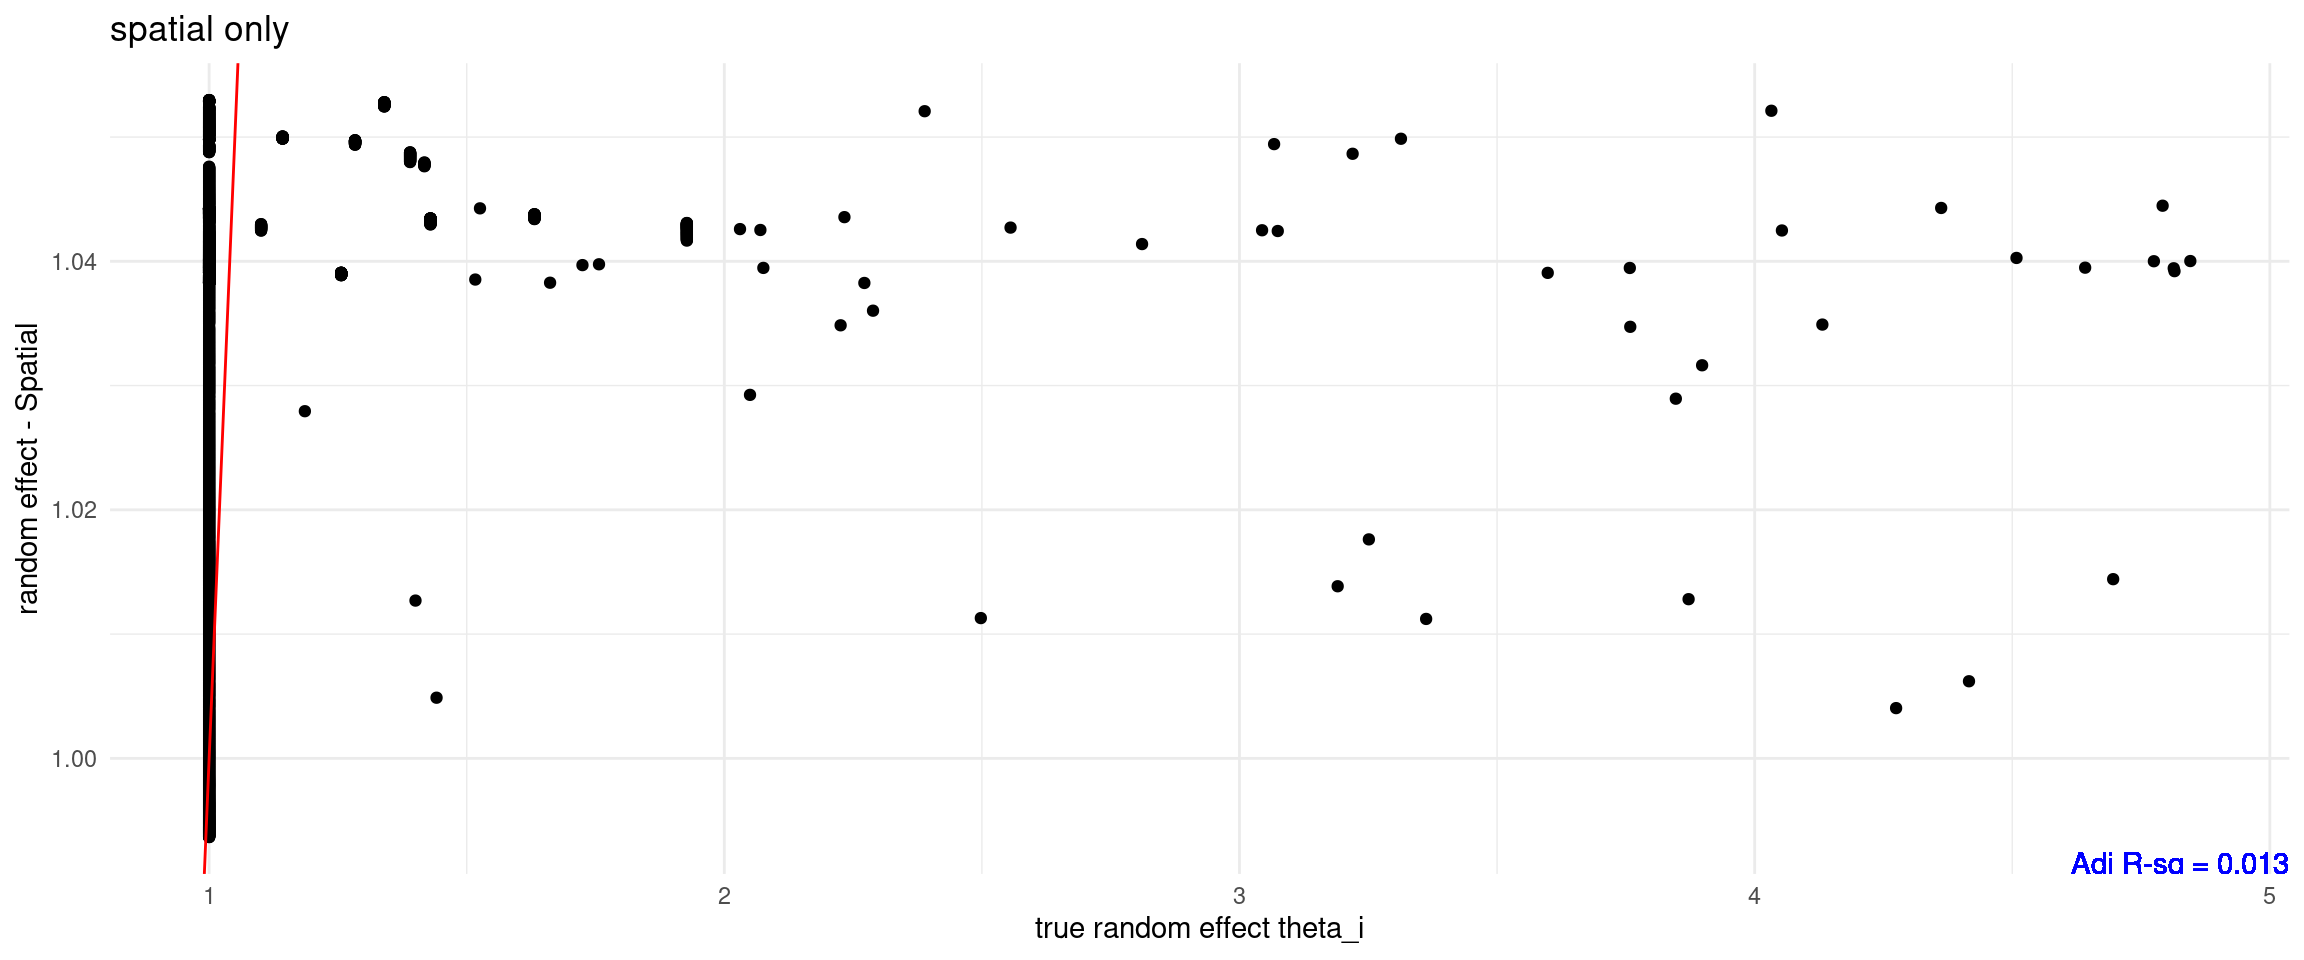 spatial only
random effect - Spatial
1.04
1.02
1.00
1
2
3
4
5
Adj R-sq = 0.013
true random effect theta_i